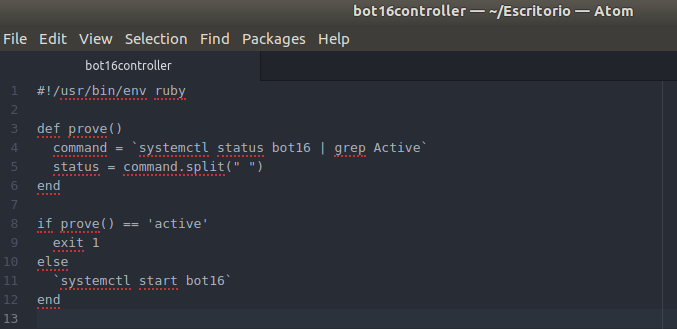 bot16controller — ~/Escritorio — Atom
File Edit View Selection Find Packages Help
bot16controller
1 #!/usr/bin/env ruby
2
3 def prove()
4   command = `systemctl status bot16 | grep Active`
5   status = command.split(" ")
6 end
7
8 if prove() == 'active'
9   exit 1
10 else
11   `systemctl start bot16`
12 end
13